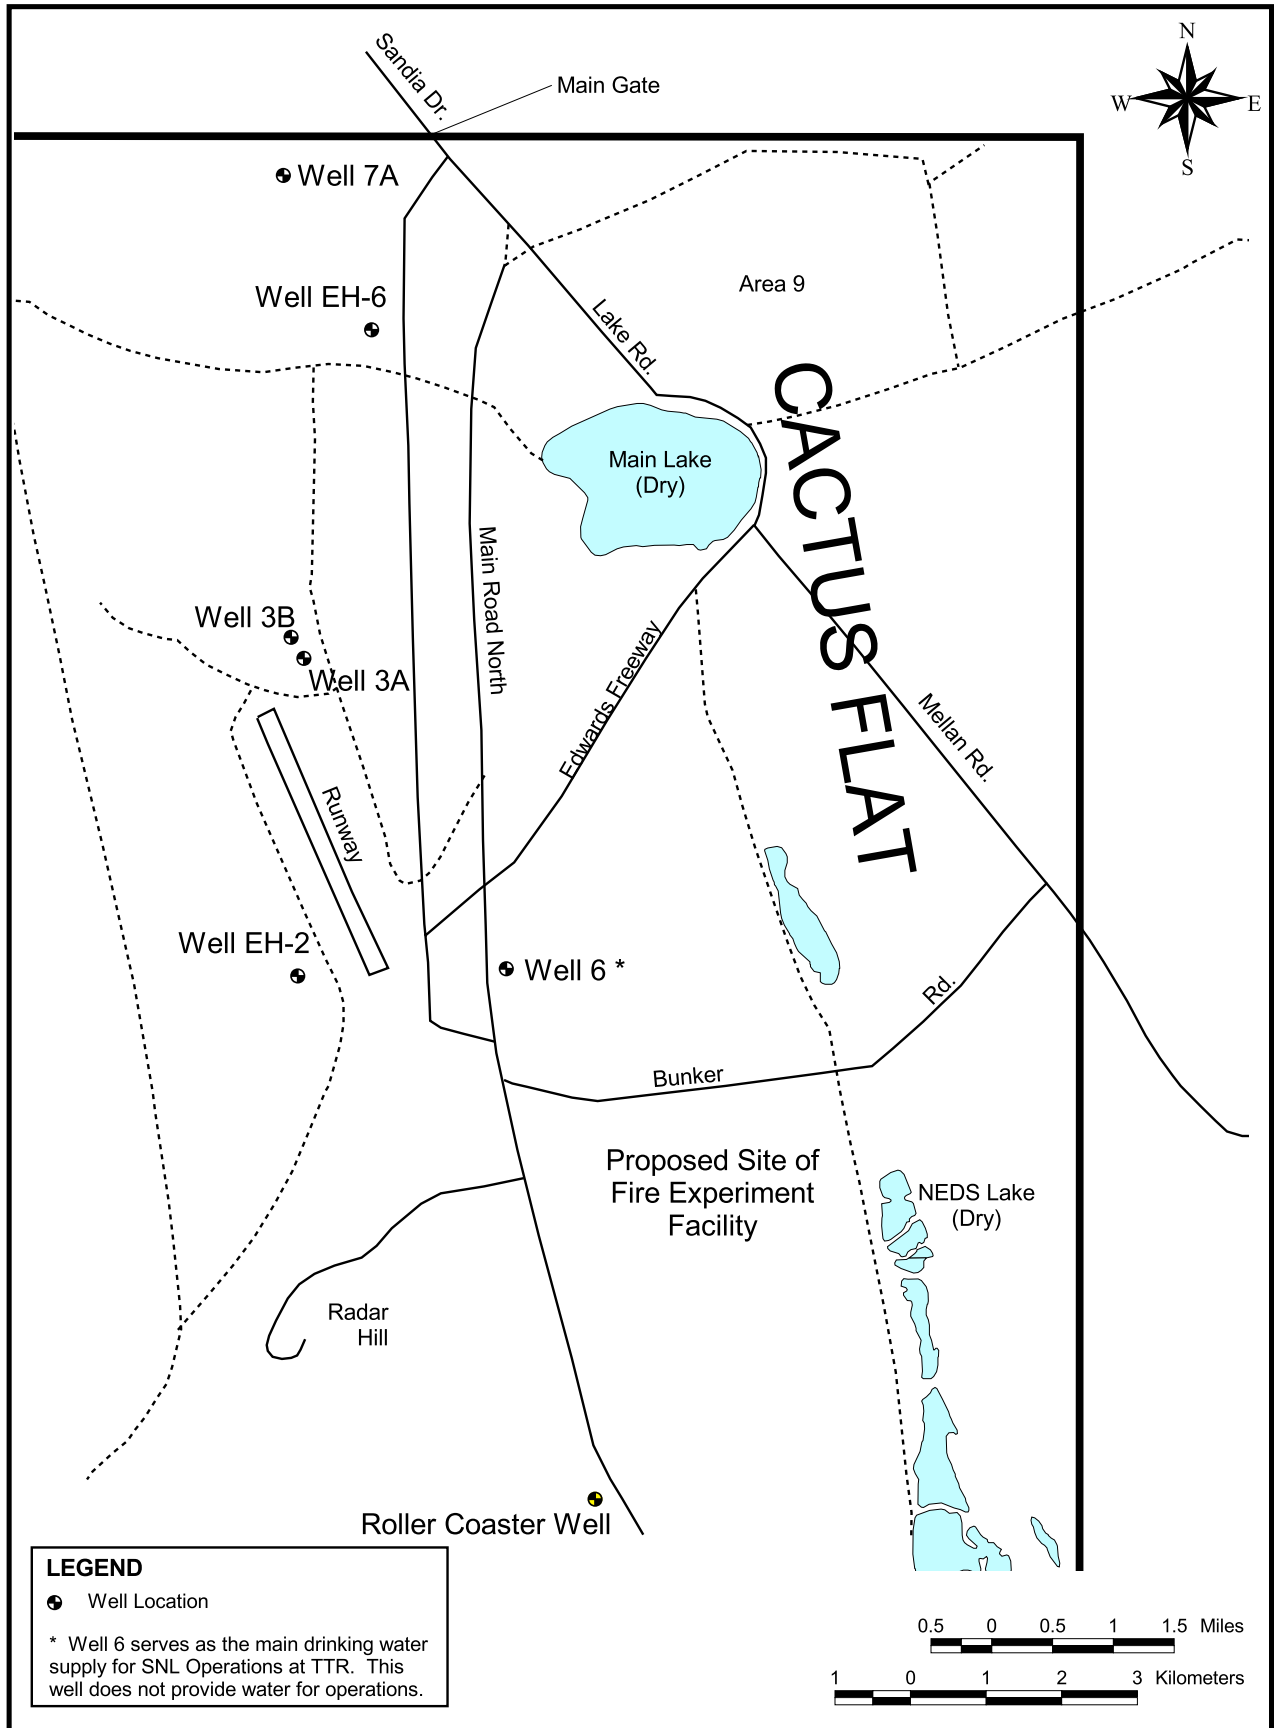 N
Sandia Dr.
Main Gate
W
E
S
Well 7A
Area 9
Well EH-6
Lake Rd.
CACTUS FLAT
Main Lake
(Dry)
Main Road North
Well 3B
Edwards Freeway
Well 3A
Mellan Rd.
Runway
Well EH-2
Well 6 *
Rd.
Bunker
Proposed Site of
Fire Experiment
Facility
NEDS Lake
(Dry)
Radar
Hill
Roller Coaster Well
LEGEND
Well Location
* Well 6 serves as the main drinking water
supply for SNL Operations at TTR. This
well does not provide water for operations.
0.5 0 0.5 1 1.5 Miles
1 0 1 2 3 Kilometers